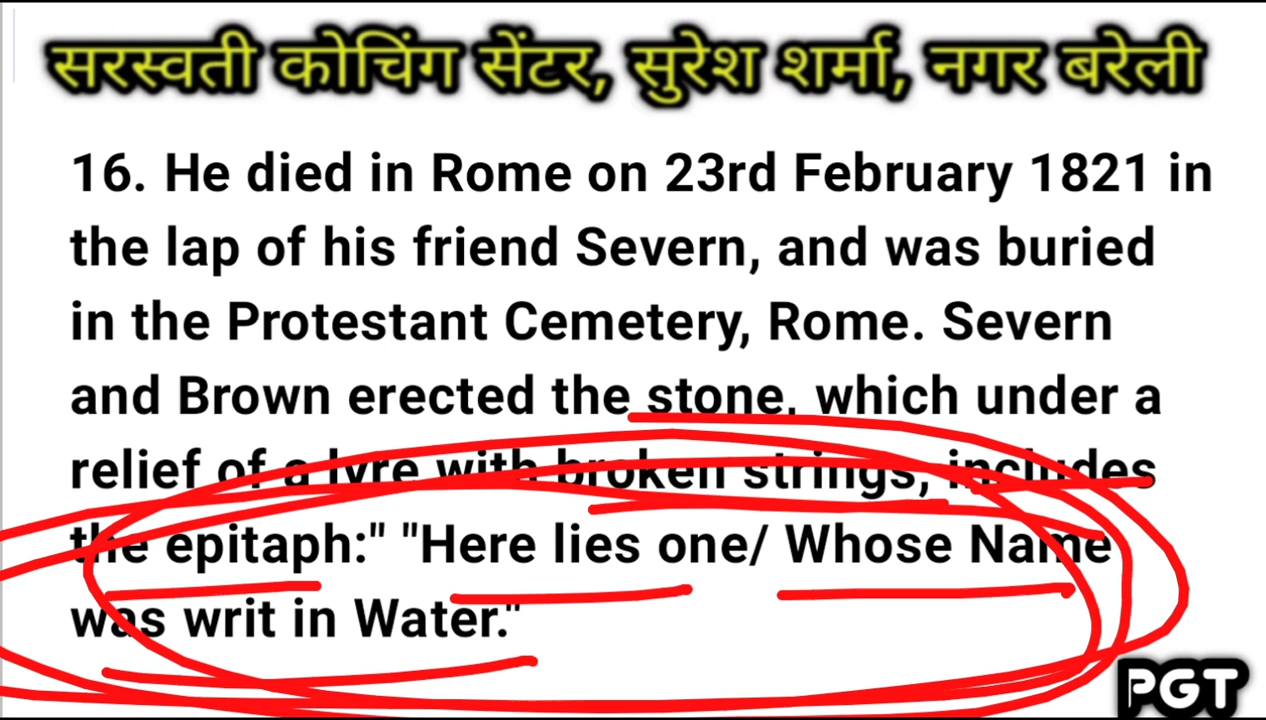 सरस्वती कोचिंग सेंटर, सुरेश शर्मा, नगर बरेली
16. He died in Rome on 23rd February 1821 in
the lap of his friend Severn, and was buried
in the Protestant Cemetery, Rome. Severn
and Brown erected the stone, which under a
relief of a lyre with broken strings, includes
the epitaph:" "Here lies one/ Whose Name
was writ in Water."
PGT